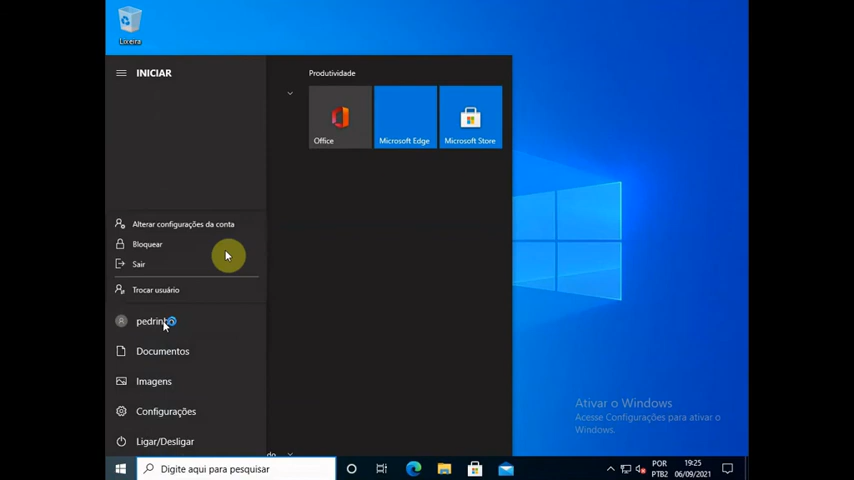 Lixeira
INICIAR
Produtividade
Office
Microsoft Edge
Microsoft Store
Alterar configurações da conta
Bloquear
Sair
Trocar usuário
Documentos
Imagens
Configurações
Ligar/Desligar
Ativar o Windows
Acesse Configurações para ativar o
Windows.
Digite aqui para pesquisar
POR
PTB2
19:25
06/09/2021